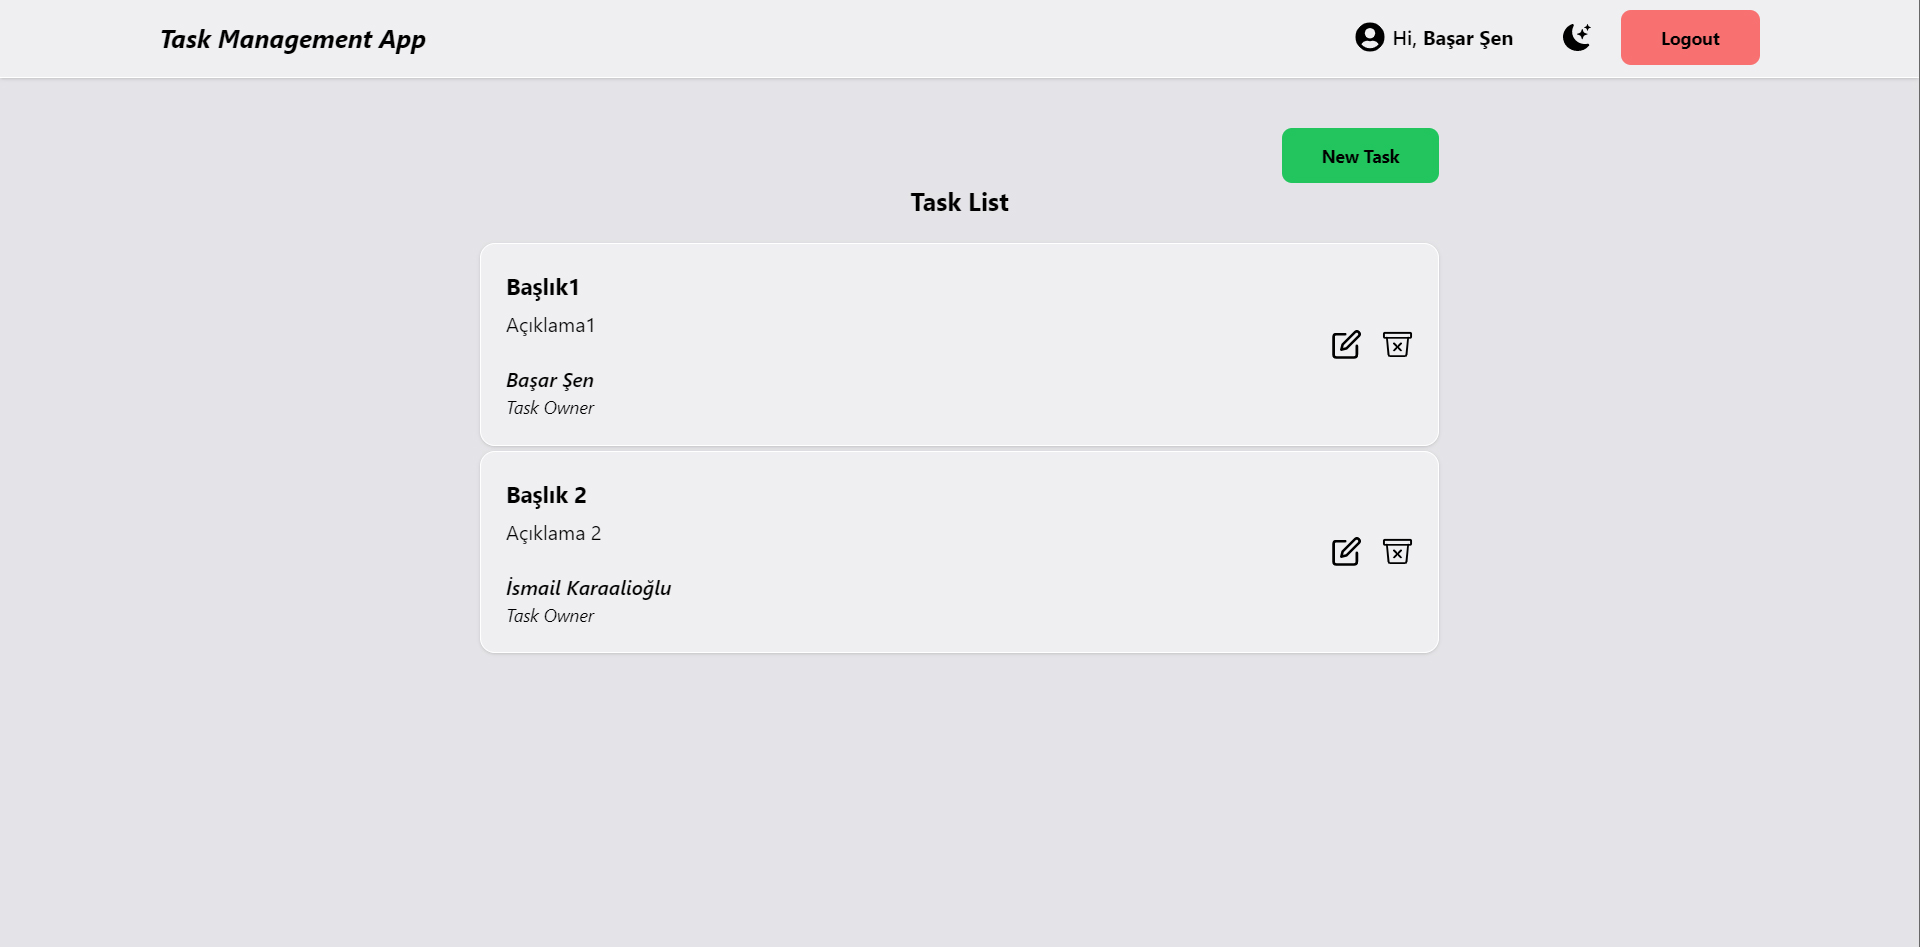 Task Management App
Hi, Başar Şen
Logout
New Task
Task List
Başlık1
Açıklama1
Başar Şen
Task Owner
Başlık 2
Açıklama 2
İsmail Karaalioğlu
Task Owner